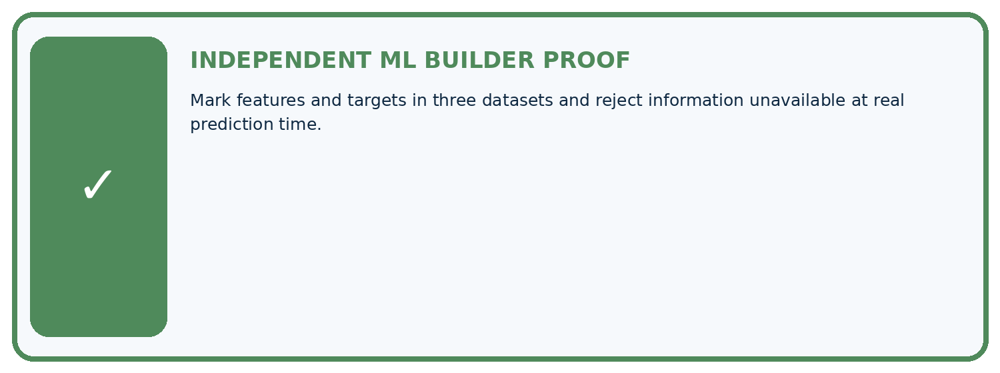 INDEPENDENT ML BUILDER PROOF
Mark features and targets in three datasets and reject information unavailable at real
prediction time.
✓